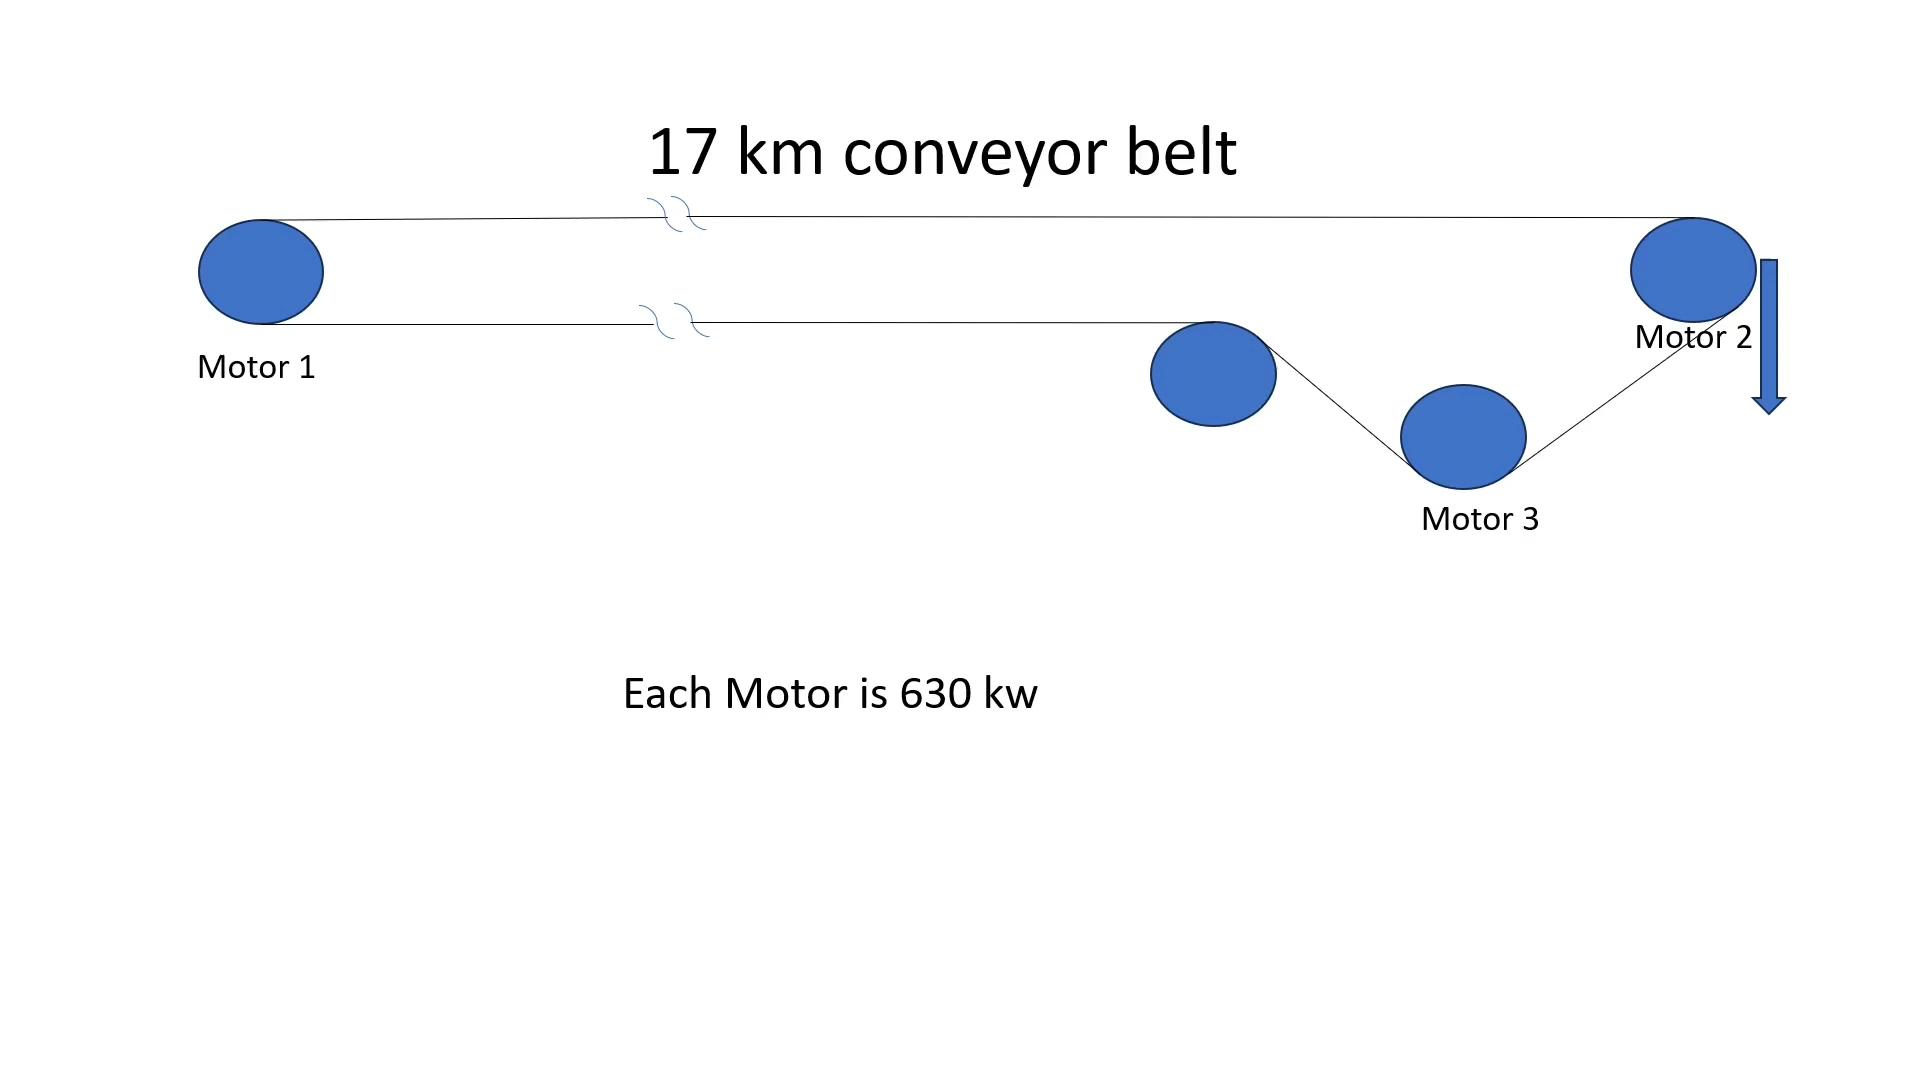 17 km conveyor belt
Motor 2
Motor 1
Motor 3
Each Motor is 630 kw